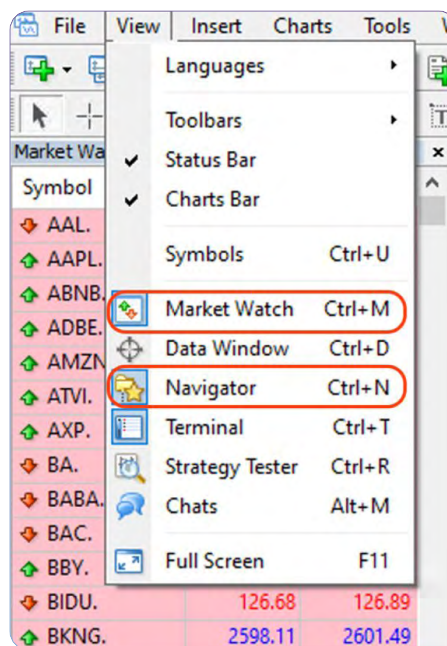 File View Insert Charts Tools
Languages
Toolbars
Market Wa
Status Bar
Symbol
Charts Bar
AAL.
AAPL.
Symbols Ctrl+U
ABNB.
Market Watch Ctrl+M
ADBE.
Data Window Ctrl+D
AMZN
Navigator Ctrl+N
ATVI.
Terminal Ctrl+T
AXP.
Strategy Tester Ctrl+R
BA.
BABA.
Chats Alt+M
BAC.
Full Screen F11
BBY.
BIDU. 126.68 126.89
BKNG. 2598.11 2601.49